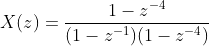 X(z) = \frac{1 - z^{-4}}{(1 - z^{-1})(1 - z^{-4})}